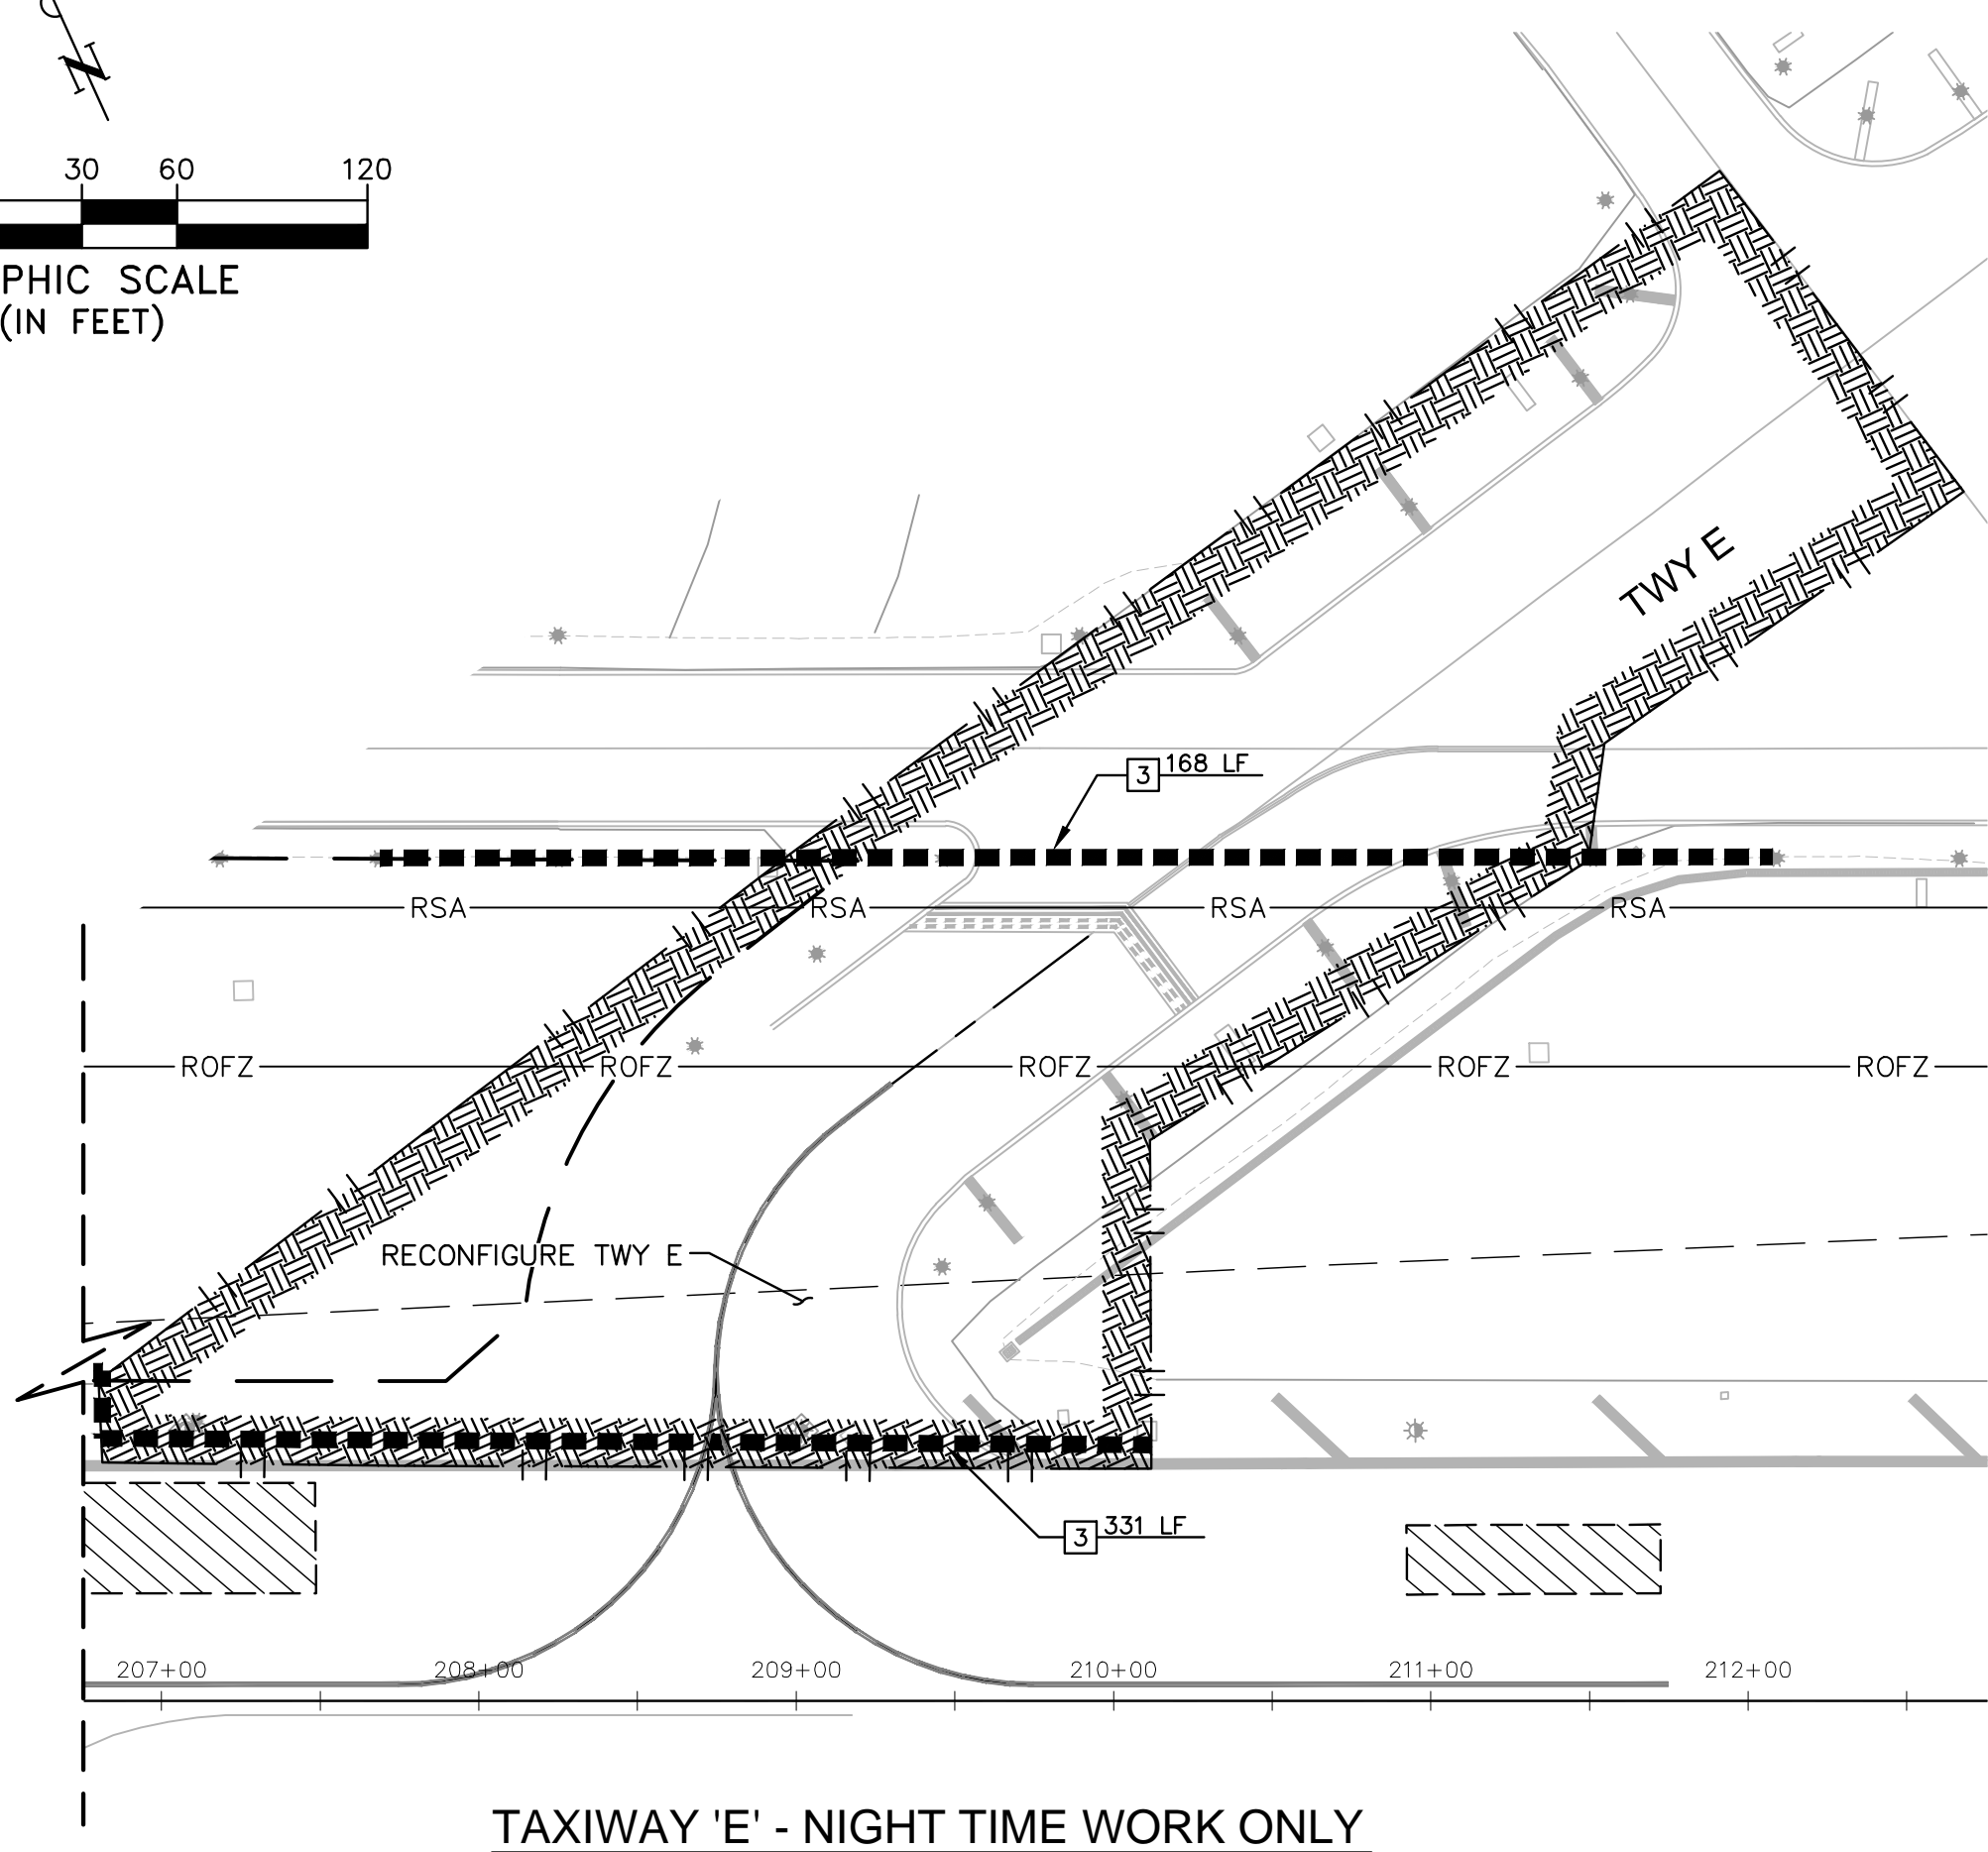 N
30 60 120
PHIC SCALE
(IN FEET)
TWY E
3 168 LF
RSA RSA RSA RSA
ROFZ ROFZ ROFZ ROFZ ROFZ
RECONFIGURE TWY E
3 331 LF
207+00 208+00 209+00 210+00 211+00 212+00
TAXIWAY 'E' - NIGHT TIME WORK ONLY